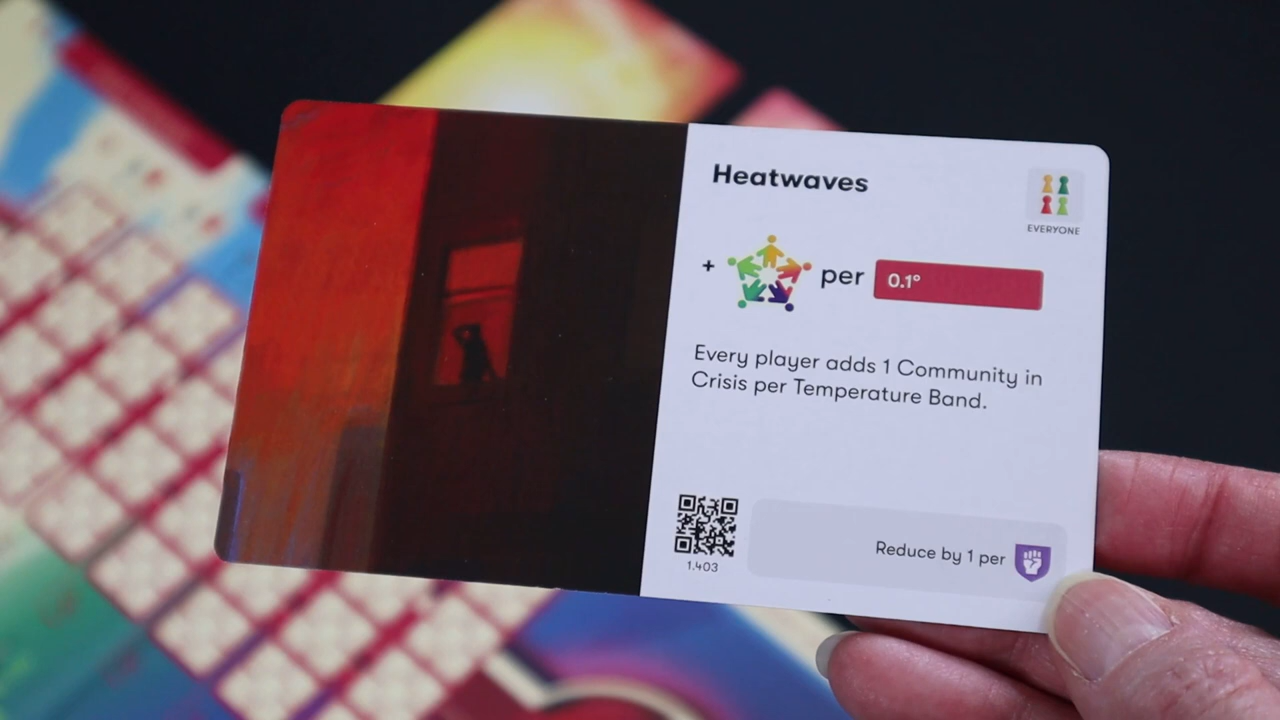 Heatwaves
EVERYONE
+ per 0.1°
Every player adds 1 Community in
Crisis per Temperature Band.
1.403
Reduce by 1 per